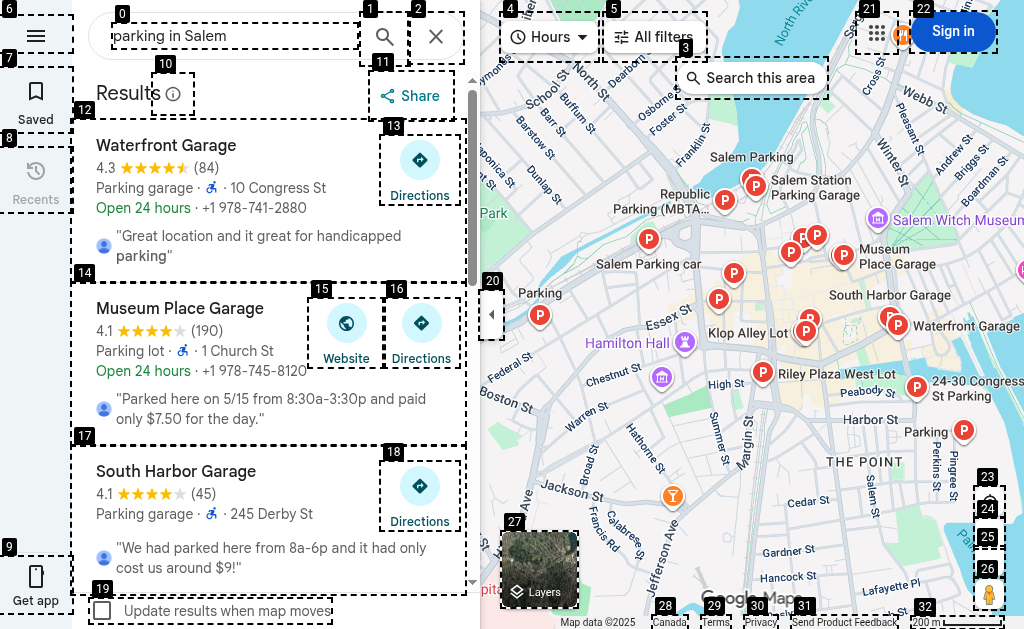 parking in Salem
Hours
All filters
Sign in
Search this area
Saved
Recents
Get app
Results
Share
Waterfront Garage
4.3 (84)
Parking garage · 10 Congress St
Open 24 hours · +1 978-741-2880
"Great location and it great for handicapped
parking"
Directions
Museum Place Garage
4.1 (190)
Parking lot · 1 Church St
Open 24 hours · +1 978-745-8120
"Parked here on 5/15 from 8:30a-3:30p and paid
only $7.50 for the day."
Website
Directions
South Harbor Garage
4.1 (45)
Parking garage · 245 Derby St
"We had parked here from 8a-6p and it had only
cost us around $9!"
Directions
Update results when map moves
0
1
2
3
4
5
6
7
8
9
10
11
12
13
14
15
16
17
18
19
20
21
22
23
24
25
26
27
28
29
30
31
32
North River
School St
North St
Dearborn
Buffum St
Barr St
Barstow St
Dunlap St
Osborne
Foster St
Franklin St
Cross St
Webb St
Pleasant St
Winter St
Andrew St
Briggs St
Boardman St
Park
Salem Parking
Salem Station
Parking Garage
Republic
Parking (MBTA...
Salem Witch Museum
Salem Parking car
Museum
Place Garage
Parking
South Harbor Garage
Essex St
Klop Alley Lot
Waterfront Garage
Hamilton Hall
Federal St
Chestnut St
High St
Riley Plaza West Lot
Peabody St
24-30 Congress
St Parking
Boston St
Warren St
Harbor St
Parking
Summer St
Margin St
Hathorne St
Broad St
THE POINT
Perkins St
Pingree St
Salem St
Jackson St
Cedar St
Calabrese St
Francis Rd
Jefferson Ave
Gardner St
Hancock St
Lafayette Pl
Layers
Google Maps
Map data ©2025
Canada
Terms
Privacy
Send Product Feedback
200 m